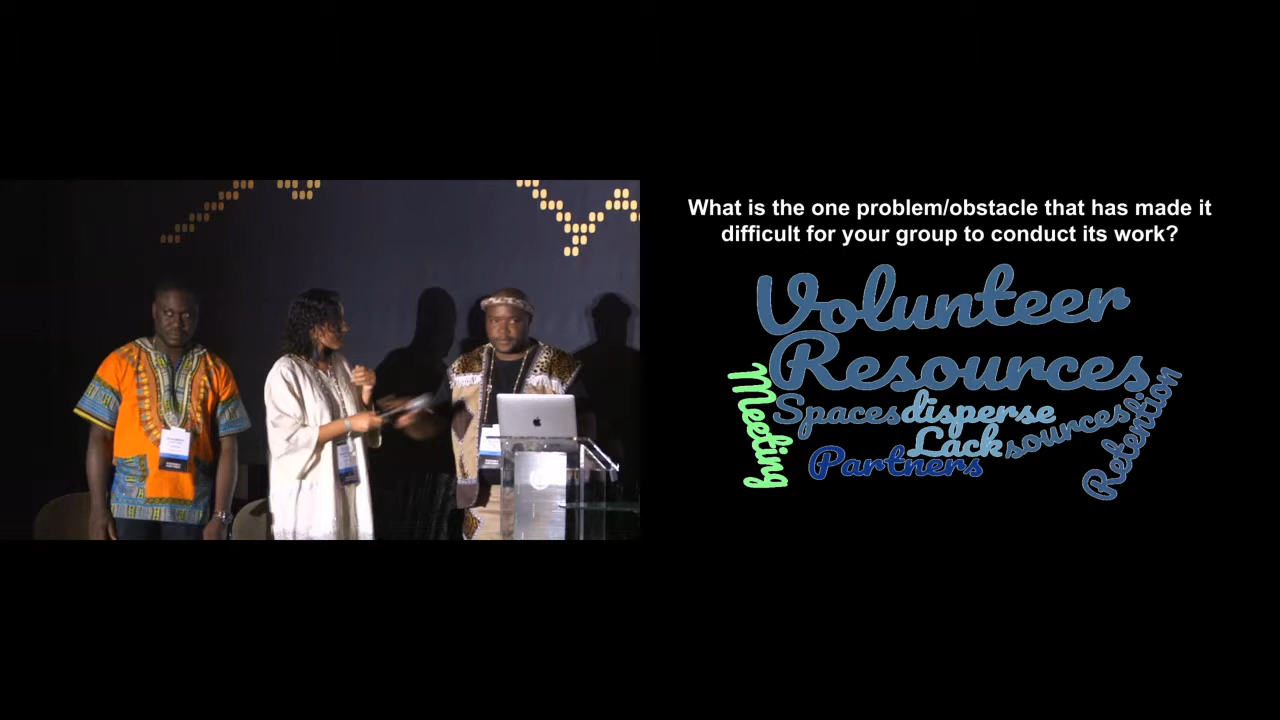 What is the one problem/obstacle that has made it
difficult for your group to conduct its work?
Volunteer
Resources
Meeting
Spaces
disperse
Lack
sources
Retention
Partners